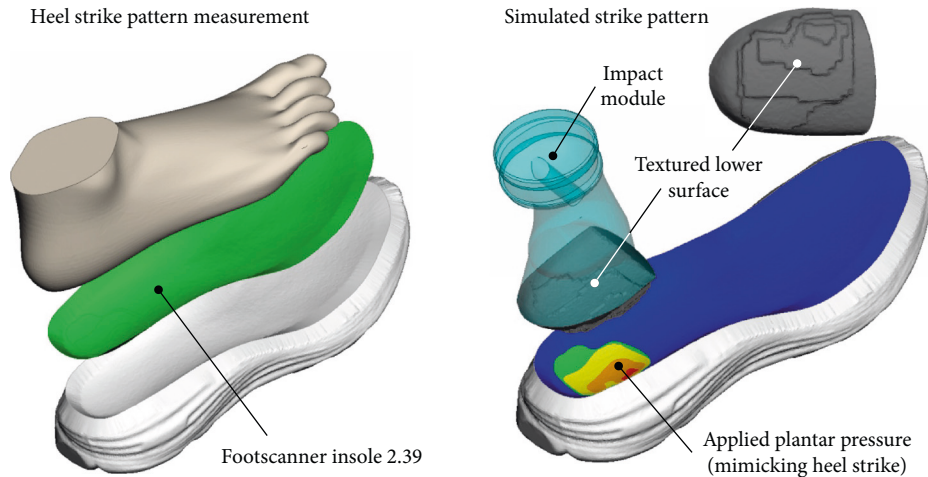 Heel strike pattern measurement
Simulated strike pattern
Impact
module
Textured lower
surface
Footscanner insole 2.39
Applied plantar pressure
(mimicking heel strike)